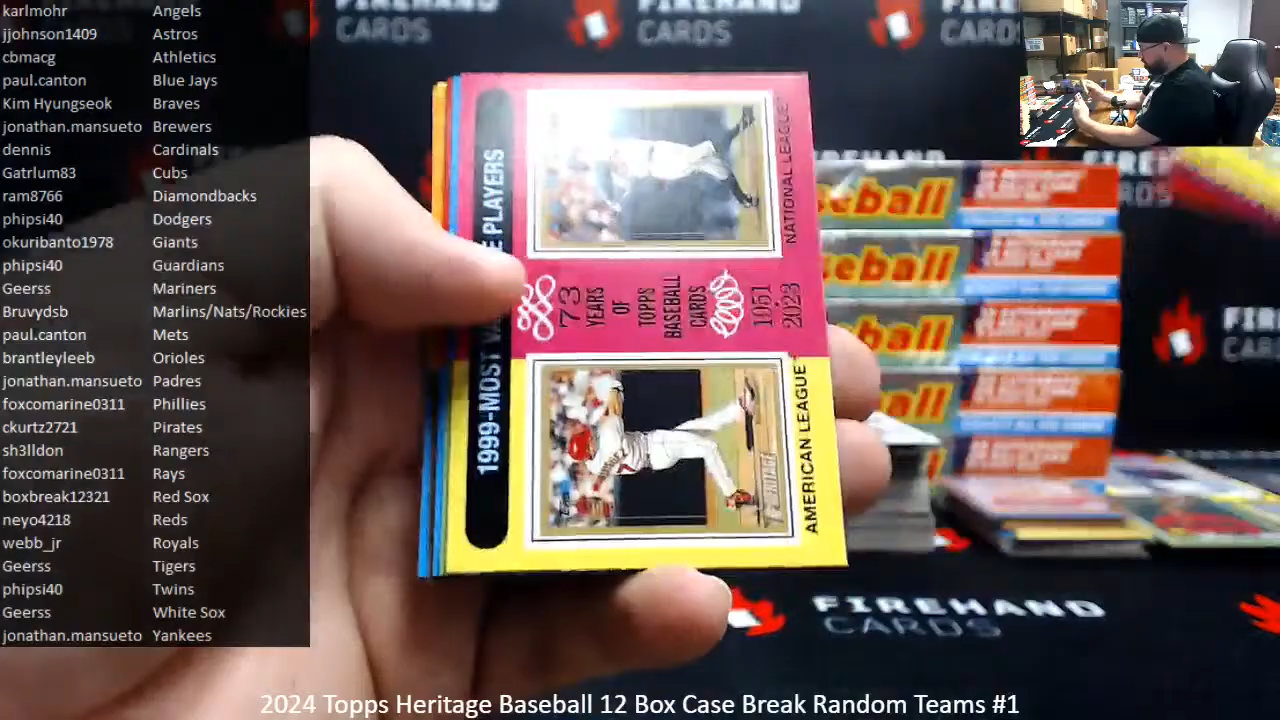 karlmohr Angels
jjohnson1409 Astros
cbmacg Athletics
paul.canton Blue Jays
Kim Hyungseok Braves
jonathan.mansueto Brewers
dennis Cardinals
Gatrlum83 Cubs
ram8766 Diamondbacks
phipsi40 Dodgers
okuribanto1978 Giants
phipsi40 Guardians
Geerss Mariners
Bruvydsb Marlins/Nats/Rockies
paul.canton Mets
brantleyleeb Orioles
jonathan.mansueto Padres
foxcomarine0311 Phillies
ckurtz2721 Pirates
sh3lldon Rangers
foxcomarine0311 Rays
boxbreak12321 Red Sox
neyo4218 Reds
webb_jr Royals
Geerss Tigers
phipsi40 Twins
Geerss White Sox
jonathan.mansueto Yankees
CARDS
CARDS
1999-MOST PLAYERS
73
YEARS
OF
TOPPS
BASEBALL
CARDS
1951
2023
NATIONAL LEAGUE
AMERICAN LEAGUE
FIREHAND
CARDS
2024 Topps Heritage Baseball 12 Box Case Break Random Teams #1